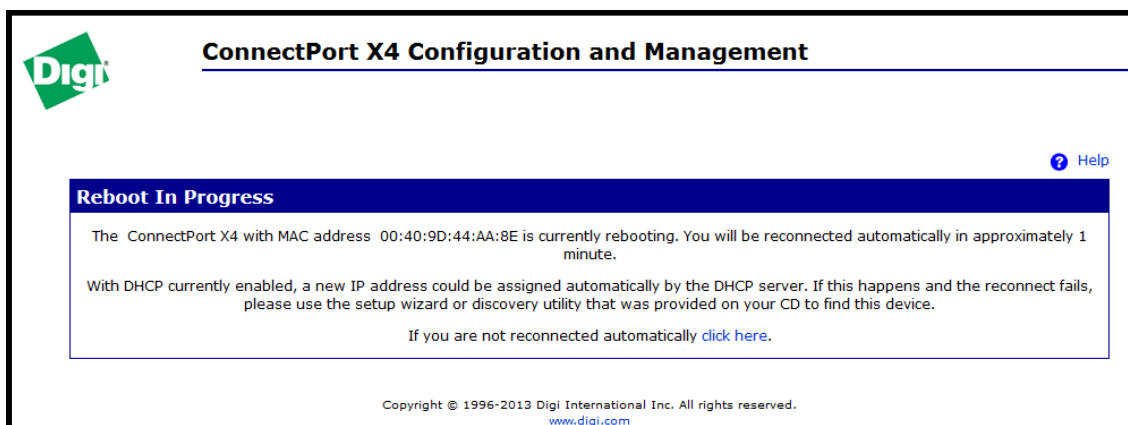 Digi
ConnectPort X4 Configuration and Management
Help
Reboot In Progress
The ConnectPort X4 with MAC address 00:40:9D:44:AA:8E is currently rebooting. You will be reconnected automatically in approximately 1
minute.
With DHCP currently enabled, a new IP address could be assigned automatically by the DHCP server. If this happens and the reconnect fails,
please use the setup wizard or discovery utility that was provided on your CD to find this device.
If you are not reconnected automatically click here.
Copyright © 1996-2013 Digi International Inc. All rights reserved.
www.digi.com